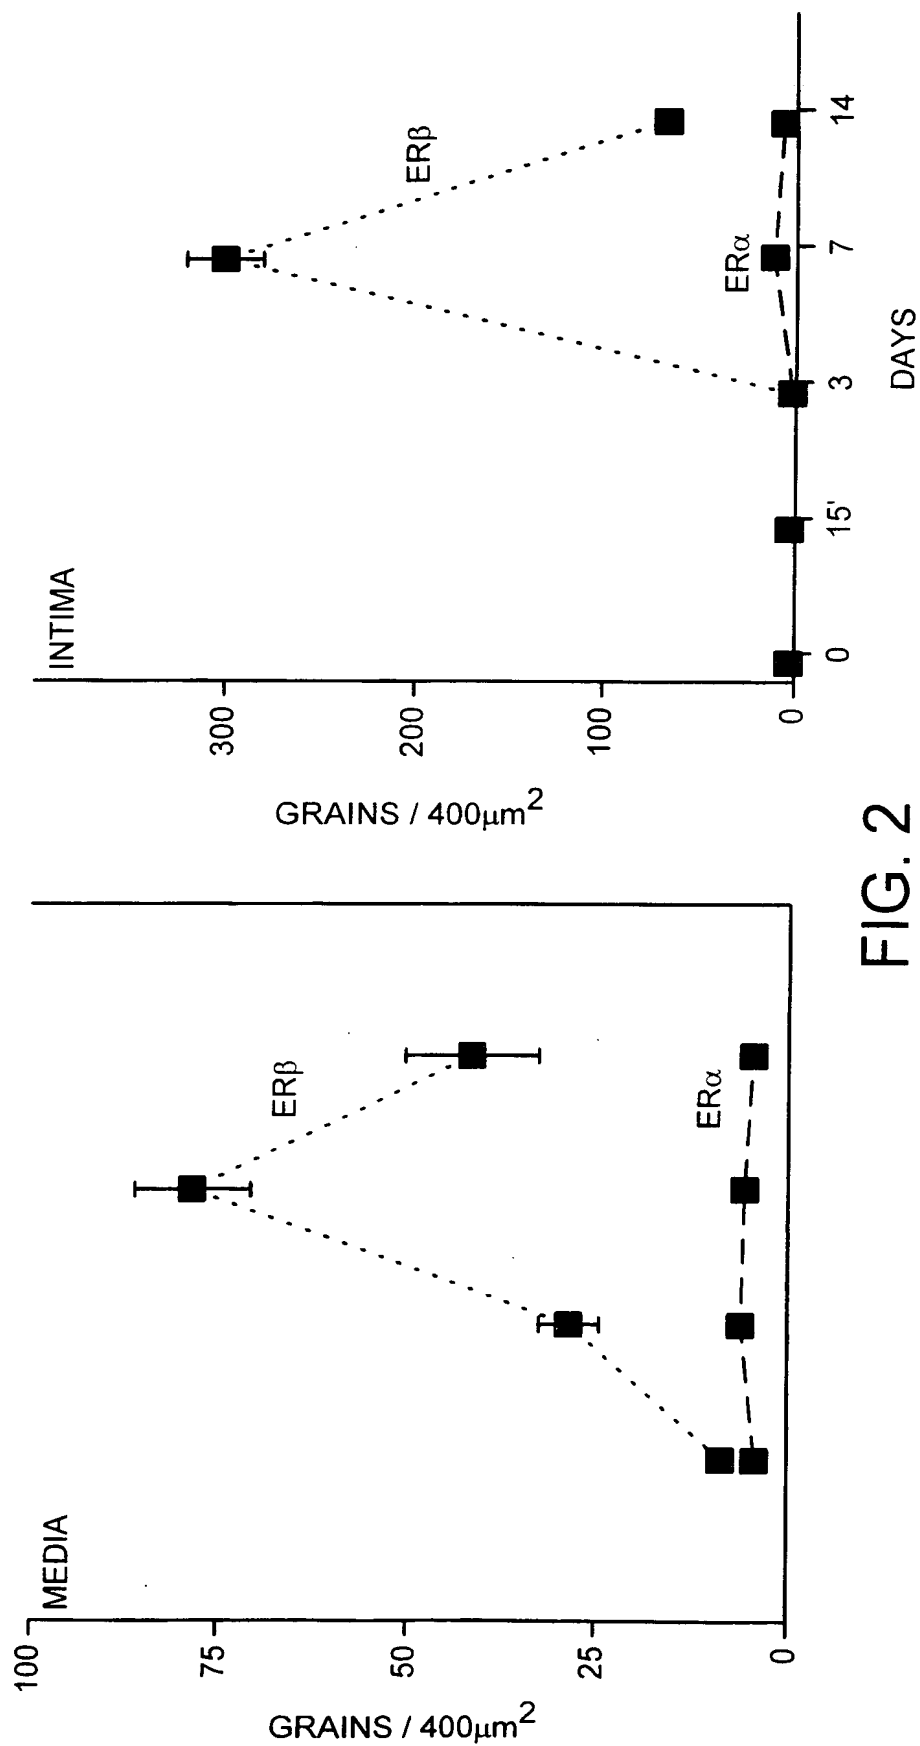 MEDIA
100
75
50
25
0
GRAINS / 400μm2
ERβ
ERα
INTIMA
300
200
100
0
GRAINS / 400μm2
ERβ
ERα
0 15' 3 7 14
DAYS
FIG. 2